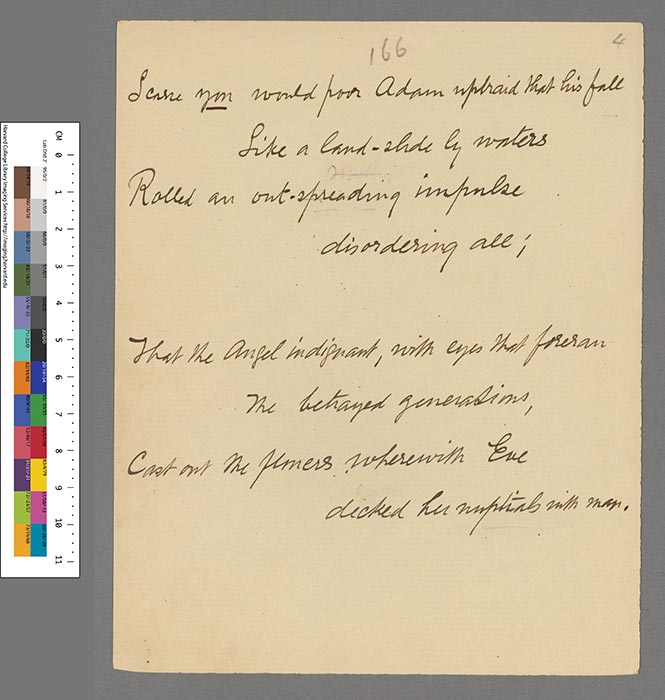 166
4
Scarce you would poor Adam upbraid that his fall
Like a land-slide by waters
Rolled an out-spreading impulse
disordering all;
That the Angel indignant, with eyes that foreran
The betrayed generations,
Cast out the flowers wherewith Eve
decked her nuptials with man.
CM 0 1 2 3 4 5 6 7 8 9 10 11
Harvard College Library Imaging Services http://imaging.harvard.edu